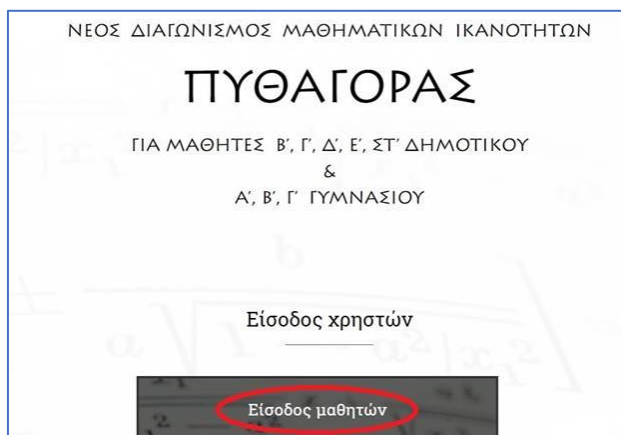 ΝΕΟΣ ΔΙΑΓΩΝΙΣΜΟΣ ΜΑΘΗΜΑΤΙΚΩΝ ΙΚΑΝΟΤΗΤΩΝ
ΠΥΘΑΓΟΡΑΣ
ΓΙΑ ΜΑΘΗΤΕΣ Β΄, Γ΄, Δ΄, Ε΄, ΣΤ΄ ΔΗΜΟΤΙΚΟΥ
&
Α΄, Β΄, Γ΄ ΓΥΜΝΑΣΙΟΥ
Είσοδος χρηστών
Είσοδος μαθητών